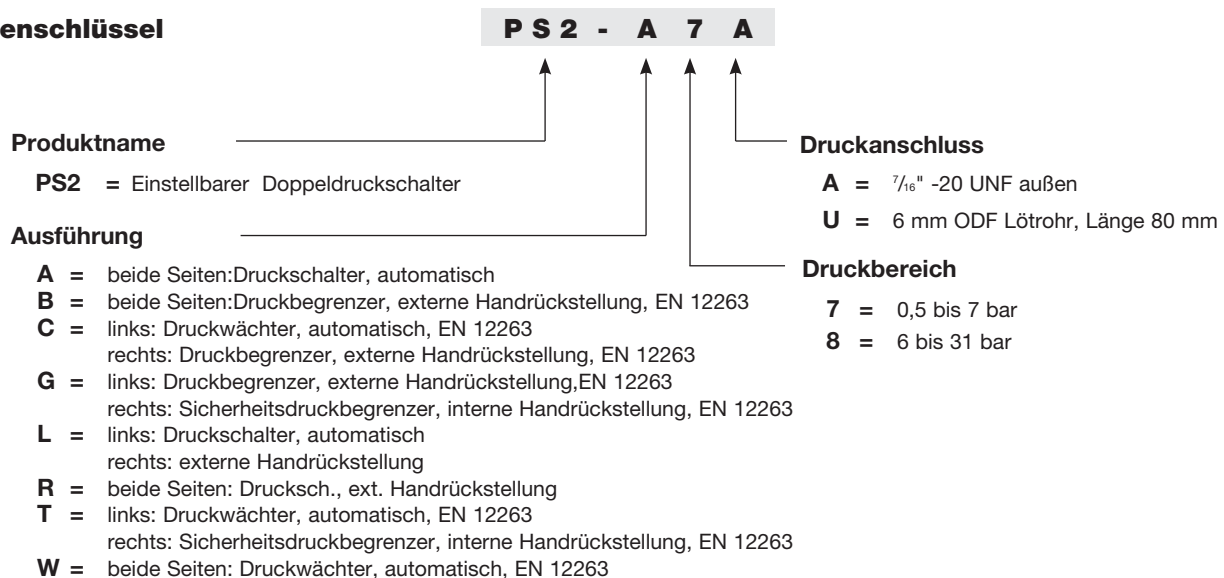 enschlüssel
PS2 - A 7 A
Produktname
PS2 = Einstellbarer Doppeldruckschalter
Ausführung
A = beide Seiten:Druckschalter, automatisch
B = beide Seiten:Druckbegrenzer, externe Handrückstellung, EN 12263
C = links: Druckwächter, automatisch, EN 12263
rechts: Druckbegrenzer, externe Handrückstellung, EN 12263
G = links: Druckbegrenzer, externe Handrückstellung,EN 12263
rechts: Sicherheitsdruckbegrenzer, interne Handrückstellung, EN 12263
L = links: Druckschalter, automatisch
rechts: externe Handrückstellung
R = beide Seiten: Drucksch., ext. Handrückstellung
T = links: Druckwächter, automatisch, EN 12263
rechts: Sicherheitsdruckbegrenzer, interne Handrückstellung, EN 12263
W = beide Seiten: Druckwächter, automatisch, EN 12263
Druckanschluss
A = 7/16" -20 UNF außen
U = 6 mm ODF Lötrohr, Länge 80 mm
Druckbereich
7 = 0,5 bis 7 bar
8 = 6 bis 31 bar